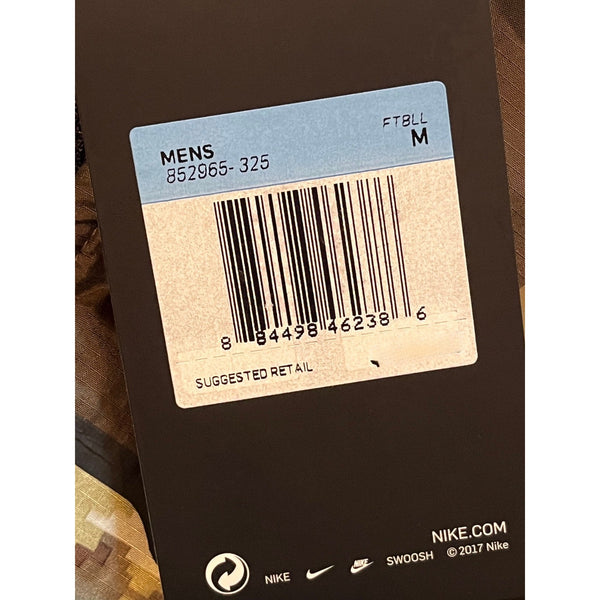 MENS
FTBLL
852965-325
M
8 84498 46238 6
SUGGESTED RETAIL
NIKE.COM
NIKE SWOOSH © 2017 Nike